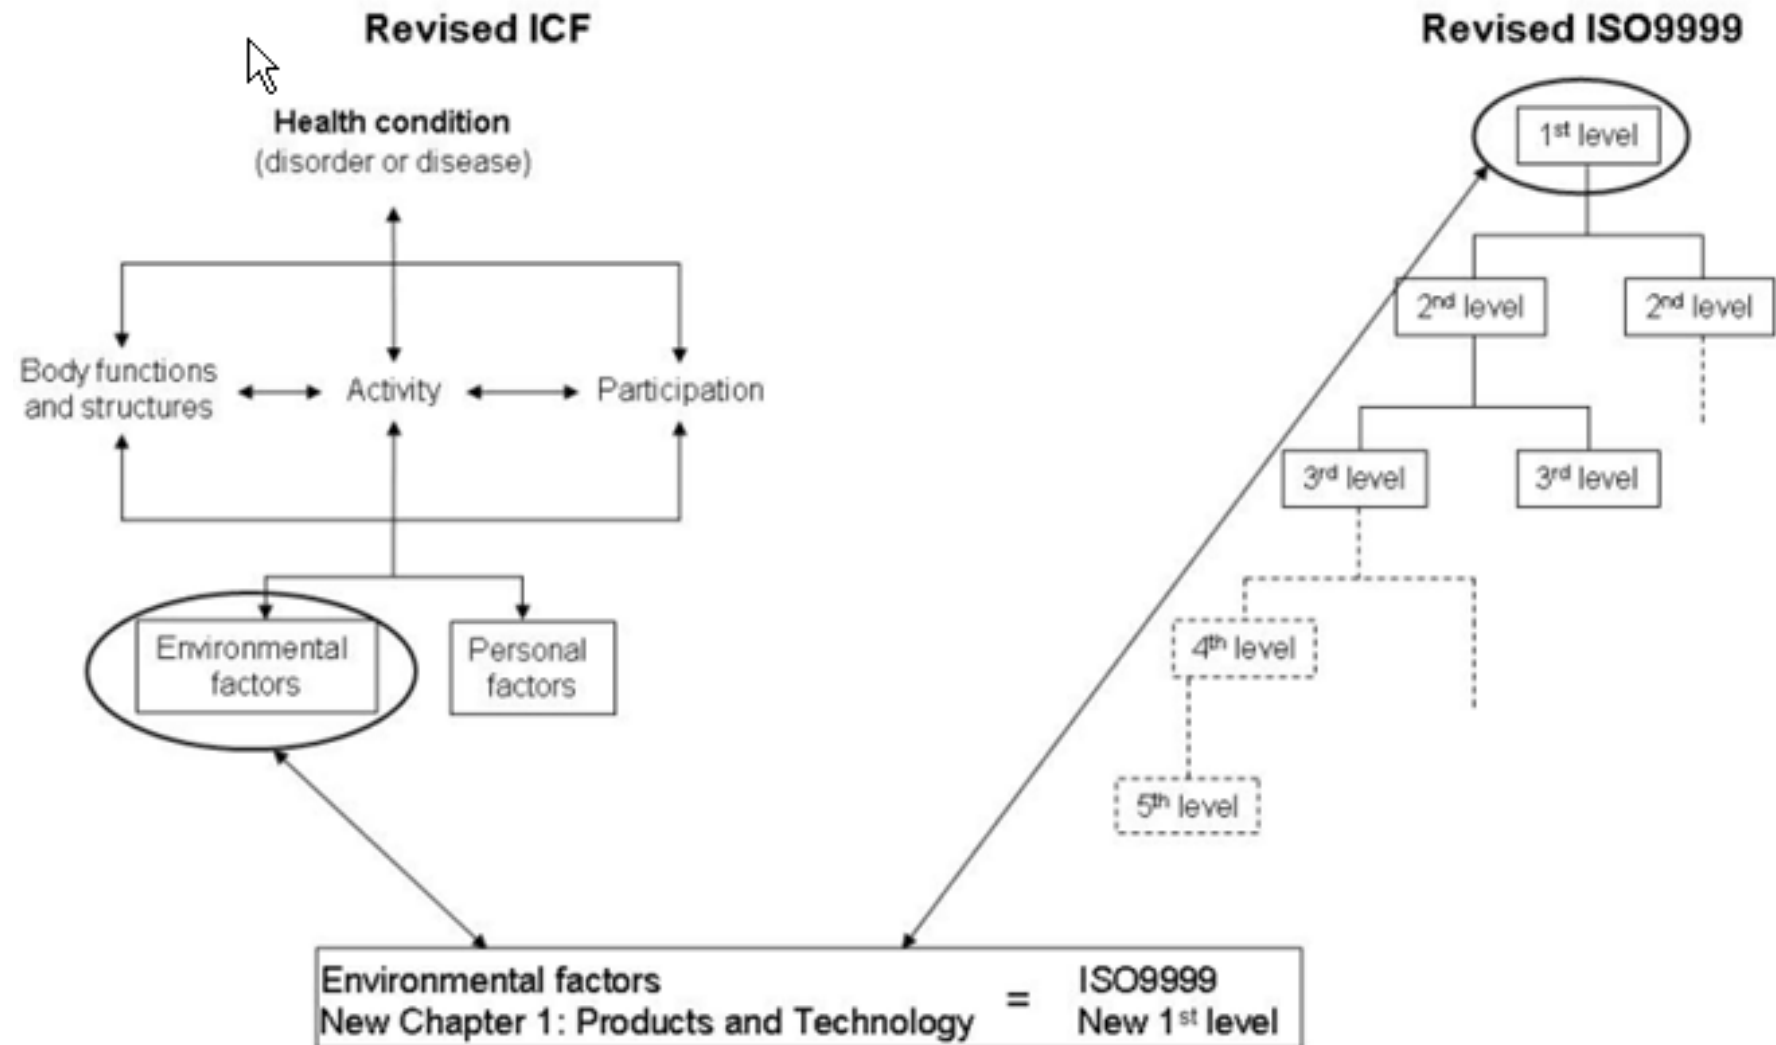 Revised ICF
Health condition
(disorder or disease)
Body functions
and structures
Activity
Participation
Environmental
factors
Personal
factors
Revised ISO9999
1st level
2nd level
2nd level
3rd level
3rd level
4th level
5th level
Environmental factors
New Chapter 1: Products and Technology
=
ISO9999
New 1st level